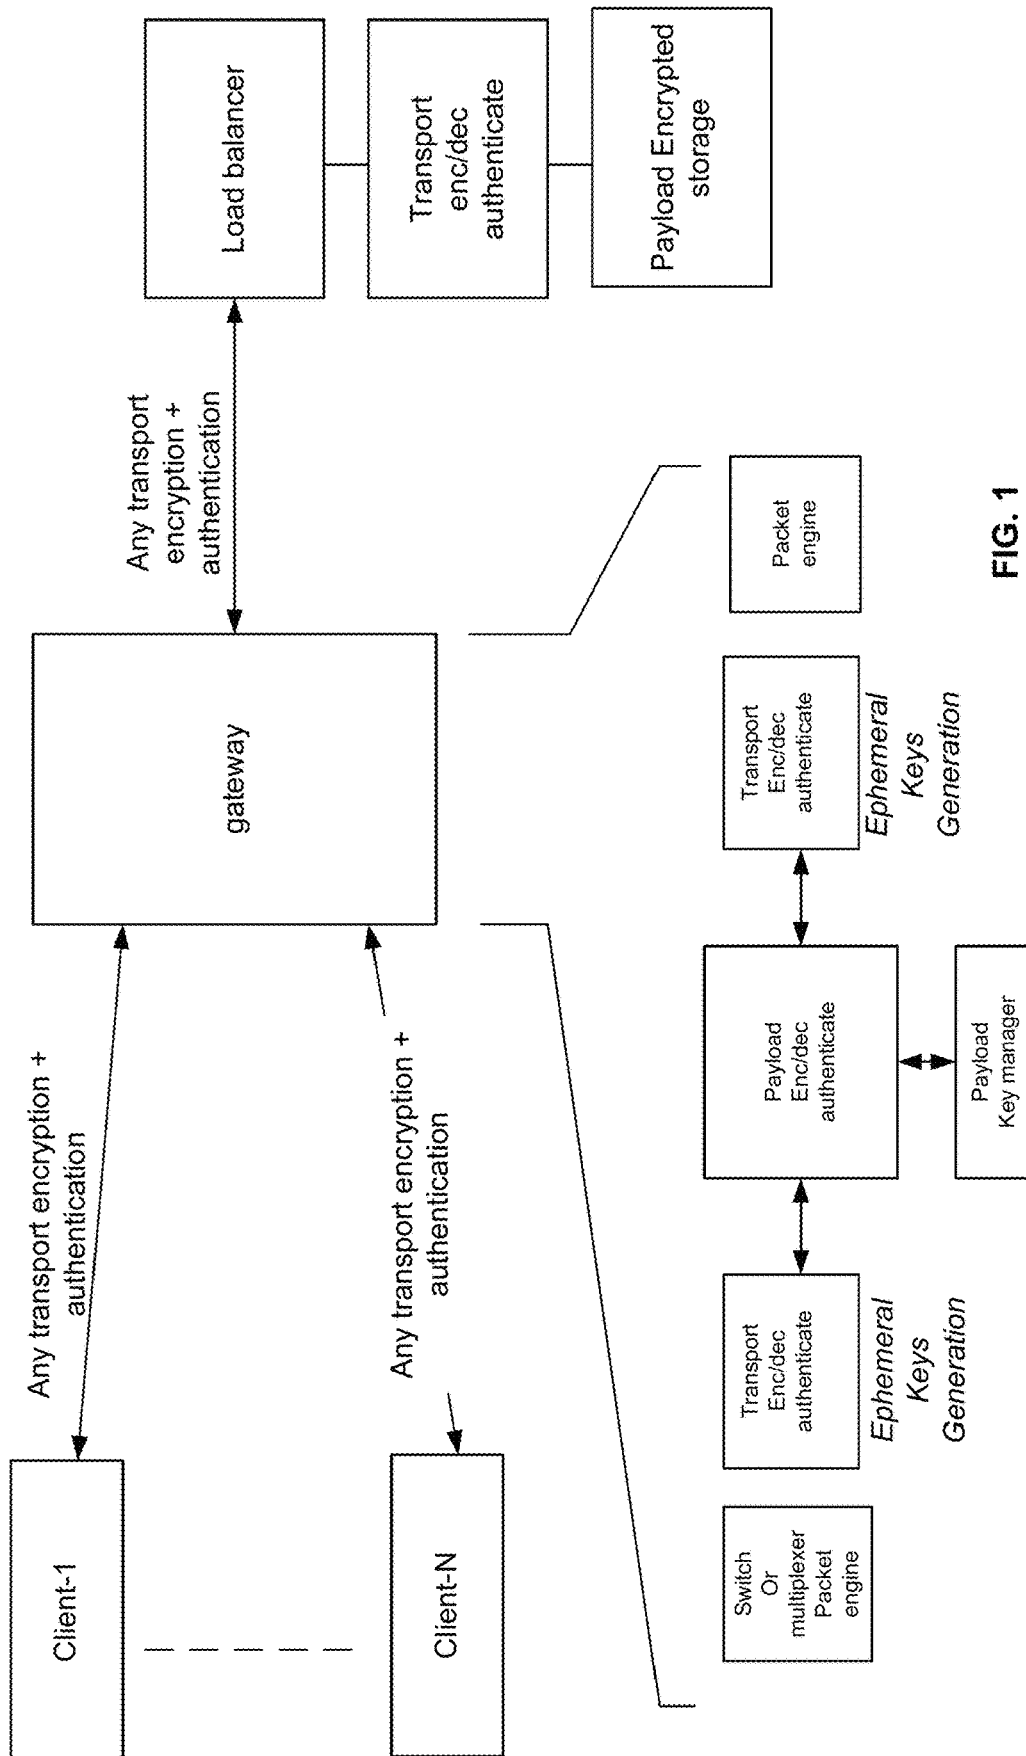 Client-1
Client-N
Any transport encryption +
authentication
Any transport encryption +
authentication
gateway
Any transport
encryption +
authentication
Load balancer
Transport
enc/dec
authenticate
Payload Encrypted
storage
Switch
Or
multiplexer
Packet
engine
Transport
Enc/dec
authenticate
Ephemeral
Keys
Generation
Payload
Enc/dec
authenticate
Payload
Key manager
Transport
Enc/dec
authenticate
Ephemeral
Keys
Generation
Packet
engine
FIG. 1